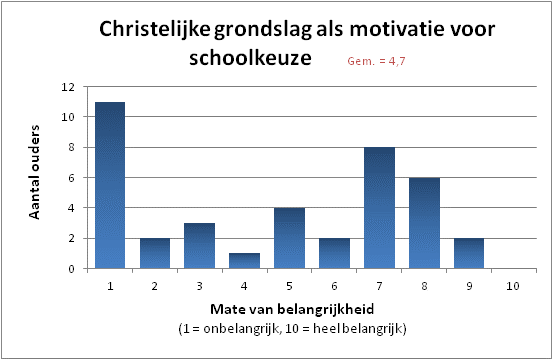 Christelijke grondslag als motivatie voor
schoolkeuze Gem. = 4,7
Aantal ouders
12
10
8
6
4
2
0
1 2 3 4 5 6 7 8 9 10
Mate van belangrijkheid
(1 = onbelangrijk, 10 = heel belangrijk)